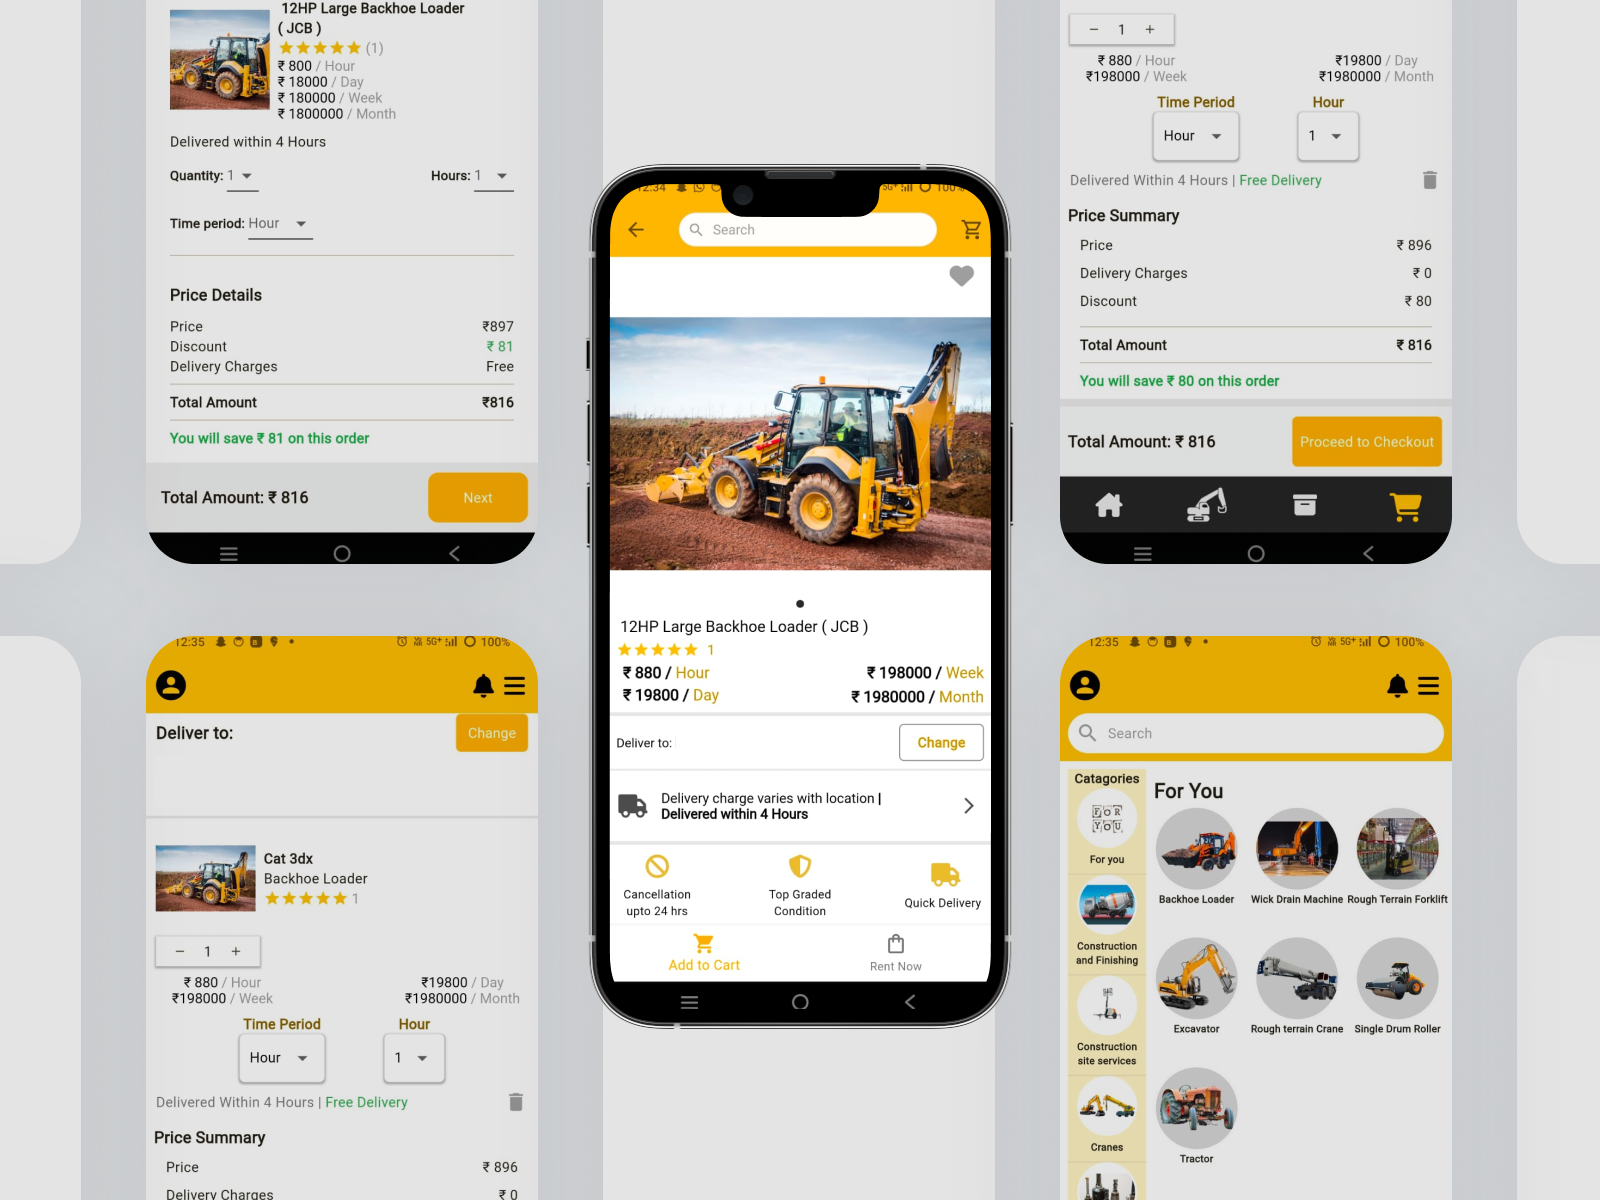 12HP Large Backhoe Loader
( JCB )
(1)
₹ 800 / Hour
₹ 18000 / Day
₹ 180000 / Week
₹ 1800000 / Month
Delivered within 4 Hours
Quantity: 1
Hours: 1
Time period: Hour
Price Details
Price ₹897
Discount ₹ 81
Delivery Charges Free
Total Amount ₹816
You will save ₹ 81 on this order
Total Amount: ₹ 816
Next
12:35 5G+ 100%
Deliver to:
Change
Cat 3dx
Backhoe Loader
1
− 1 +
₹ 880 / Hour ₹19800 / Day
₹198000 / Week ₹1980000 / Month
Time Period Hour
Hour 1
Delivered Within 4 Hours | Free Delivery
Price Summary
Price ₹ 896
Delivery Charges ₹ 0
12:34 5G+ 100%
Search
12HP Large Backhoe Loader ( JCB )
1
₹ 880 / Hour ₹ 198000 / Week
₹ 19800 / Day ₹ 1980000 / Month
Deliver to:
Change
Delivery charge varies with location |
Delivered within 4 Hours
Cancellation
upto 24 hrs
Top Graded
Condition
Quick Delivery
Add to Cart
Rent Now
− 1 +
₹ 880 / Hour ₹19800 / Day
₹198000 / Week ₹1980000 / Month
Time Period Hour
Hour 1
Delivered Within 4 Hours | Free Delivery
Price Summary
Price ₹ 896
Delivery Charges ₹ 0
Discount ₹ 80
Total Amount ₹ 816
You will save ₹ 80 on this order
Total Amount: ₹ 816
Proceed to Checkout
12:35 5G+ 100%
Search
Catagories
FOR
YOU
For you
Construction
and Finishing
Construction
site services
Cranes
For You
Backhoe Loader
Wick Drain Machine
Rough Terrain Forklift
Excavator
Rough terrain Crane
Single Drum Roller
Tractor